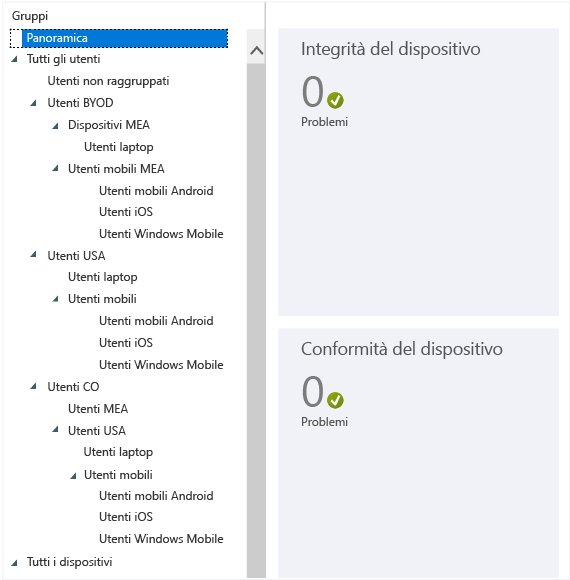 Gruppi
Panoramica
Tutti gli utenti
Utenti non raggruppati
Utenti BYOD
Dispositivi MEA
Utenti laptop
Utenti mobili MEA
Utenti mobili Android
Utenti iOS
Utenti Windows Mobile
Utenti USA
Utenti laptop
Utenti mobili
Utenti mobili Android
Utenti iOS
Utenti Windows Mobile
Utenti CO
Utenti MEA
Utenti USA
Utenti laptop
Utenti mobili
Utenti mobili Android
Utenti iOS
Utenti Windows Mobile
Tutti i dispositivi
Integrità del dispositivo
0
Problemi
Conformità del dispositivo
0
Problemi